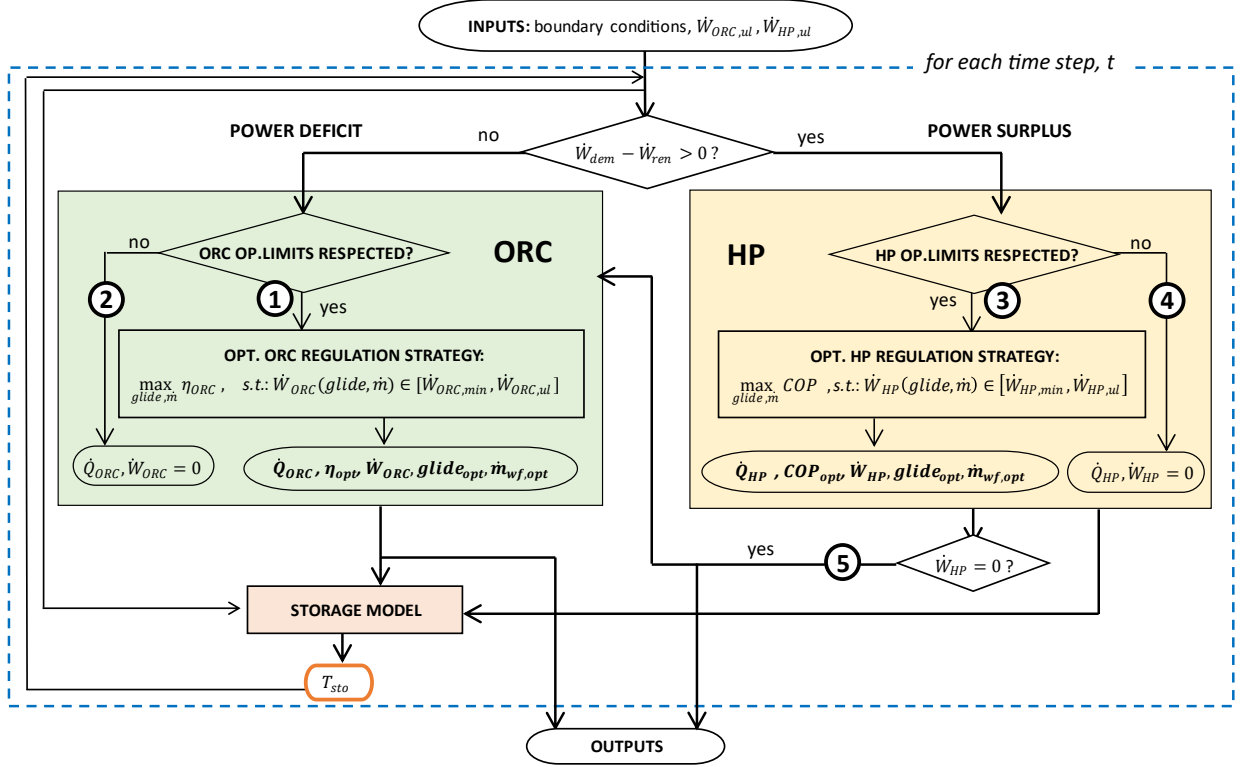 INPUTS: boundary conditions, Ẇ_ORC,ul, Ẇ_HP,ul
for each time step, t
POWER DEFICIT
no
yes
POWER SURPLUS
Ẇ_dem − Ẇ_ren > 0 ?
no
ORC OP.LIMITS RESPECTED?
ORC
HP
HP OP.LIMITS RESPECTED?
no
2
1
yes
yes
3
4
OPT. ORC REGULATION STRATEGY:
max η_ORC , s.t.: Ẇ_ORC(glide, ṁ) ∈ [Ẇ_ORC,min, Ẇ_ORC,ul]
glide,ṁ
OPT. HP REGULATION STRATEGY:
max COP , s.t.: Ẇ_HP(glide, ṁ) ∈ [Ẇ_HP,min, Ẇ_HP,ul]
glide,ṁ
Q̇_ORC, Ẇ_ORC = 0
Q̇_ORC , η_opt, Ẇ_ORC, glide_opt, ṁ_wf,opt
Q̇_HP , COP_opt, Ẇ_HP, glide_opt, ṁ_wf,opt
Q̇_HP, Ẇ_HP = 0
yes
5
Ẇ_HP = 0 ?
STORAGE MODEL
T_sto
OUTPUTS